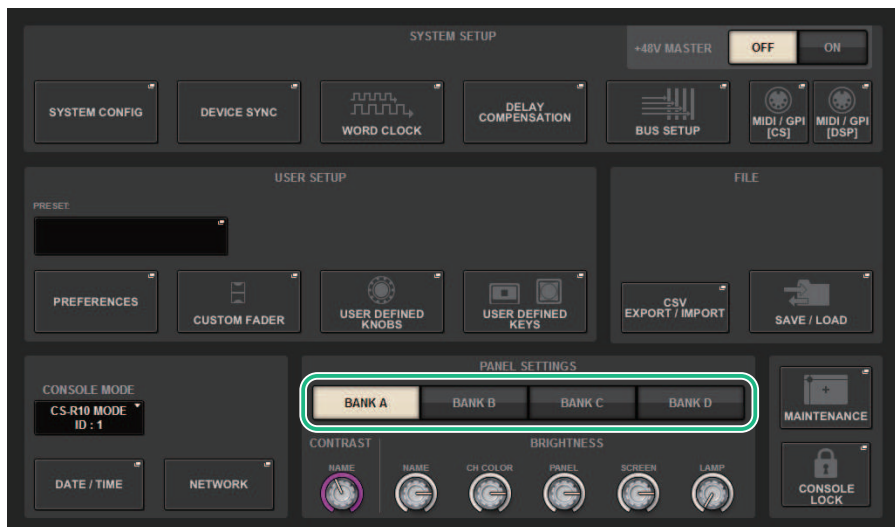 SYSTEM SETUP
+48V MASTER
OFF
ON
SYSTEM CONFIG
DEVICE SYNC
WORD CLOCK
DELAY
COMPENSATION
BUS SETUP
MIDI / GPI
[CS]
MIDI / GPI
[DSP]
USER SETUP
PRESET
PREFERENCES
CUSTOM FADER
USER DEFINED
KNOBS
USER DEFINED
KEYS
FILE
CSV
EXPORT / IMPORT
SAVE / LOAD
CONSOLE MODE
CS-R10 MODE
ID : 1
DATE / TIME
NETWORK
PANEL SETTINGS
BANK A
BANK B
BANK C
BANK D
CONTRAST
BRIGHTNESS
NAME
NAME
CH COLOR
PANEL
SCREEN
LAMP
MAINTENANCE
CONSOLE
LOCK